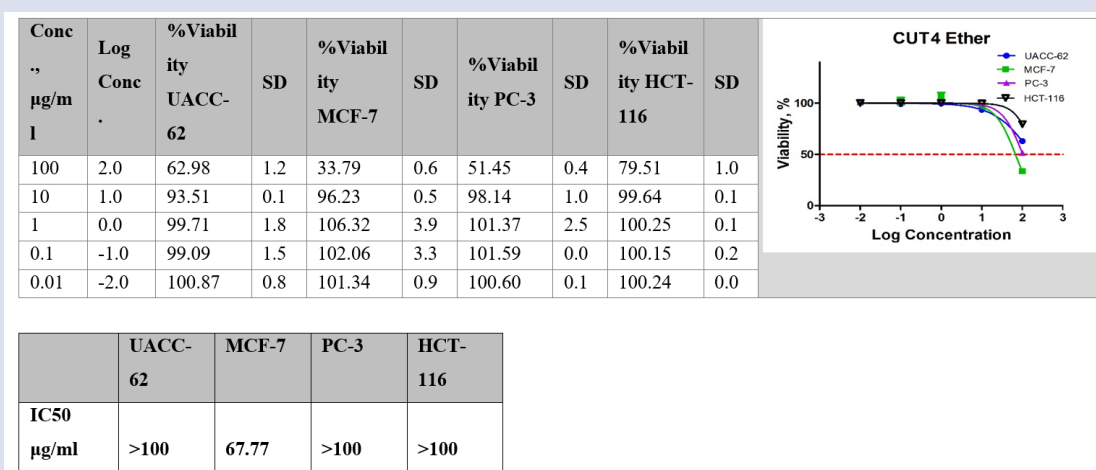 Conc ., µg/m l | Log Conc . | %Viabil ity UACC- 62 | SD | %Viabil ity MCF-7 | SD | %Viabil ity PC-3 | SD | %Viabil ity HCT- 116 | SD
100 | 2.0 | 62.98 | 1.2 | 33.79 | 0.6 | 51.45 | 0.4 | 79.51 | 1.0
10 | 1.0 | 93.51 | 0.1 | 96.23 | 0.5 | 98.14 | 1.0 | 99.64 | 0.1
1 | 0.0 | 99.71 | 1.8 | 106.32 | 3.9 | 101.37 | 2.5 | 100.25 | 0.1
0.1 | -1.0 | 99.09 | 1.5 | 102.06 | 3.3 | 101.59 | 0.0 | 100.15 | 0.2
0.01 | -2.0 | 100.87 | 0.8 | 101.34 | 0.9 | 100.60 | 0.1 | 100.24 | 0.0
CUT4 Ether
UACC-62
MCF-7
PC-3
HCT-116
Viability, %
100
50
0
-3 -2 -1 0 1 2 3
Log Concentration
UACC- 62 | MCF-7 | PC-3 | HCT- 116
IC50 µg/ml | >100 | 67.77 | >100 | >100